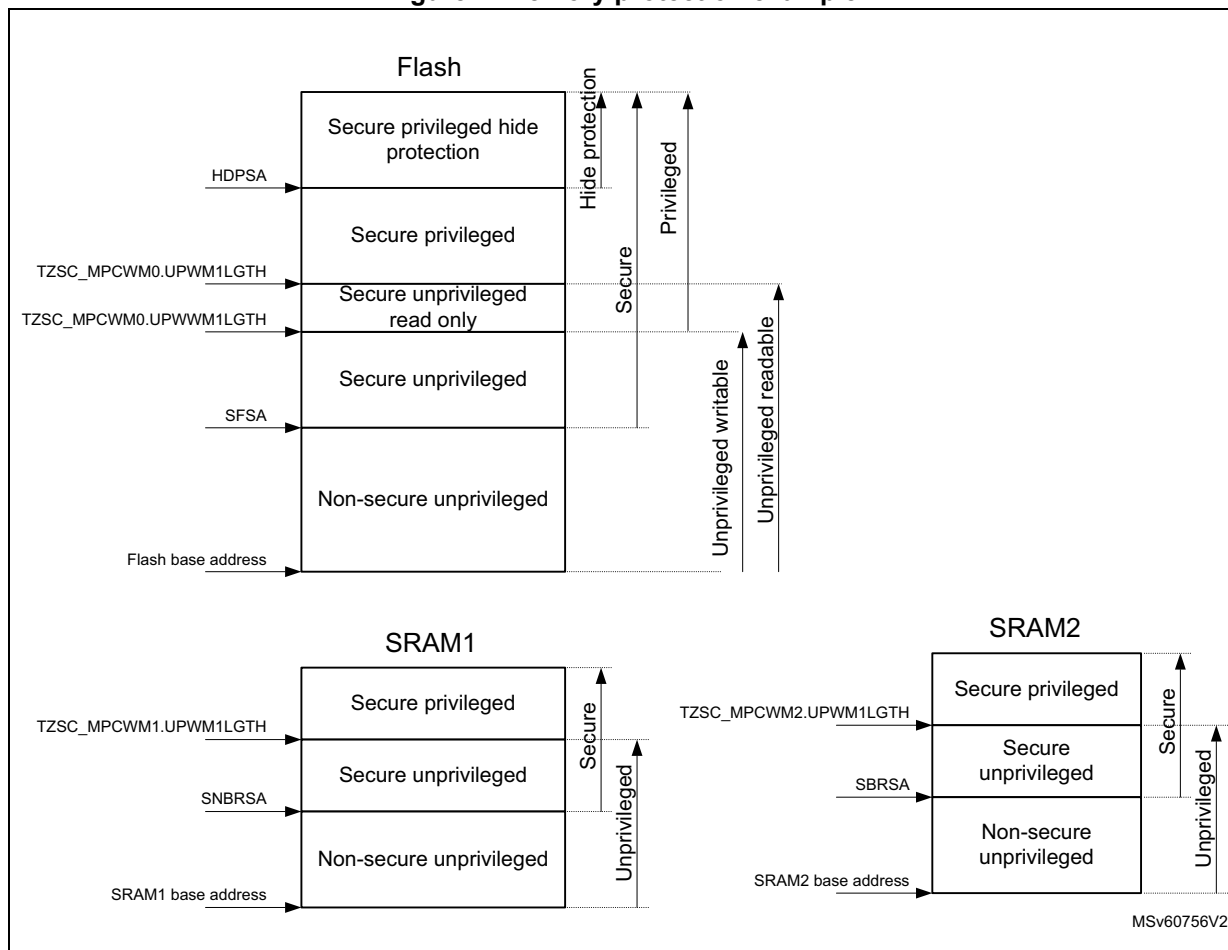 Flash
Secure privileged hide
protection
HDPSA
Secure privileged
TZSC_MPCWM0.UPWM1LGTH
Secure unprivileged
read only
TZSC_MPCWM0.UPWWM1LGTH
Secure unprivileged
SFSA
Non-secure unprivileged
Flash base address
Hide protection
Secure
Privileged
Unprivileged writable
Unprivileged readable
SRAM1
Secure privileged
TZSC_MPCWM1.UPWM1LGTH
Secure unprivileged
SNBRSA
Non-secure unprivileged
SRAM1 base address
Secure
Unprivileged
SRAM2
Secure privileged
TZSC_MPCWM2.UPWM1LGTH
Secure
unprivileged
SBRSA
Non-secure
unprivileged
SRAM2 base address
Secure
Unprivileged
MSv60756V2